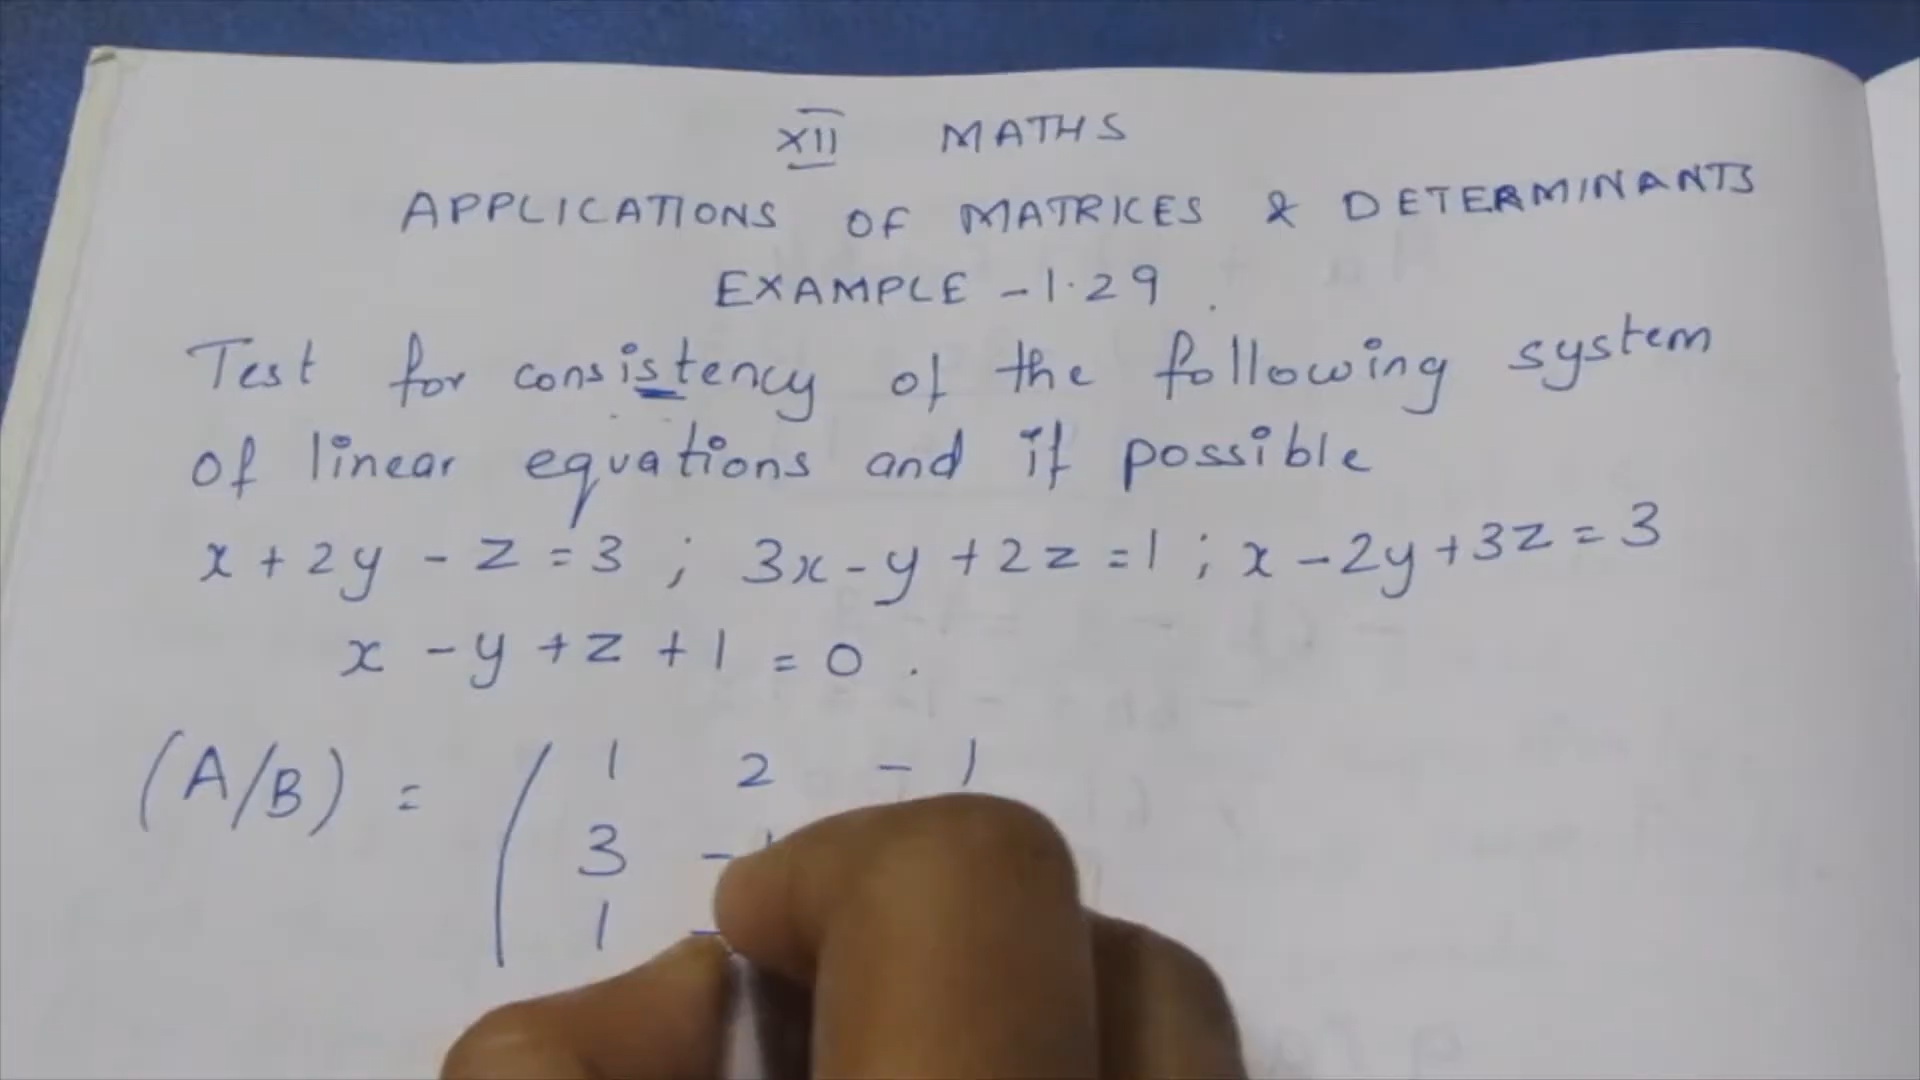 XII MATHS
APPLICATIONS OF MATRICES & DETERMINANTS
EXAMPLE - 1.29
Test for consistency of the following system
of linear equations and if possible
x + 2y - z = 3 ; 3x - y + 2z = 1 ; x - 2y + 3z = 3
x - y + z + 1 = 0 .
(A/B) = ( 1 2 - 1
3 -
1 -